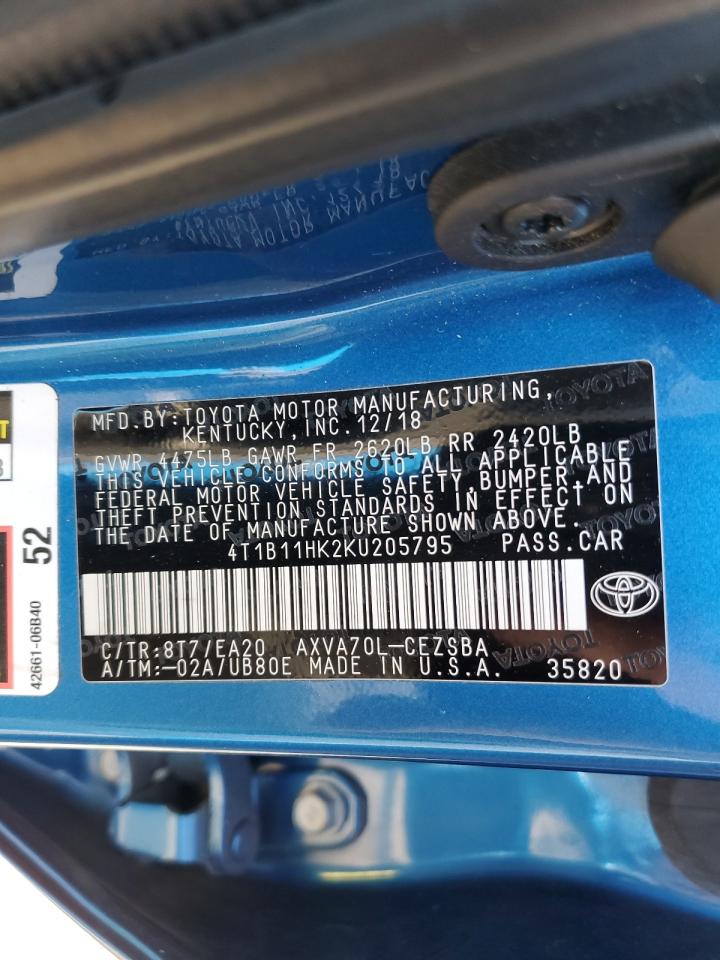 MFD.BY:TOYOTA MOTOR MANUFACTURING,
KENTUCKY,INC.12/18
GVWR 4475LB GAWR FR 2620LB RR 2420LB
THIS VEHICLE CONFORMS TO ALL APPLICABLE
FEDERAL MOTOR VEHICLE SAFETY,BUMPER,AND
THEFT PREVENTION STANDARDS IN EFFECT ON
THE DATE OF MANUFACTURE SHOWN ABOVE.
4T1B11HK2KU205795 PASS.CAR
C/TR:8T7/EA20 AXVA70L-CEZSBA
A/TM:-02A/UB80E MADE IN U.S.A. 35820
52
42661-06B40
TOYOTA